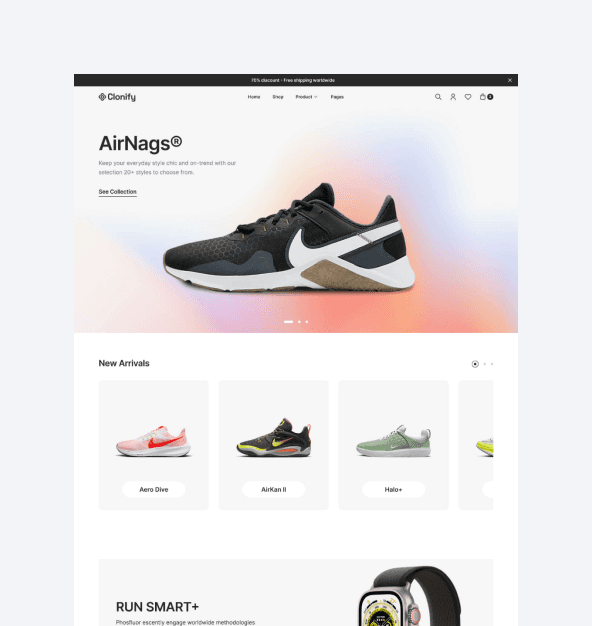 70% discount - Free shipping worldwide
Clonify
Home
Shop
Product
Pages
2
AirNags®
Keep your everyday style chic and on-trend with our
selection 20+ styles to choose from.
See Collection
New Arrivals
Aero Dive
AirKan II
Halo+
RUN SMART+
Phosfluor escently engage worldwide methodologies